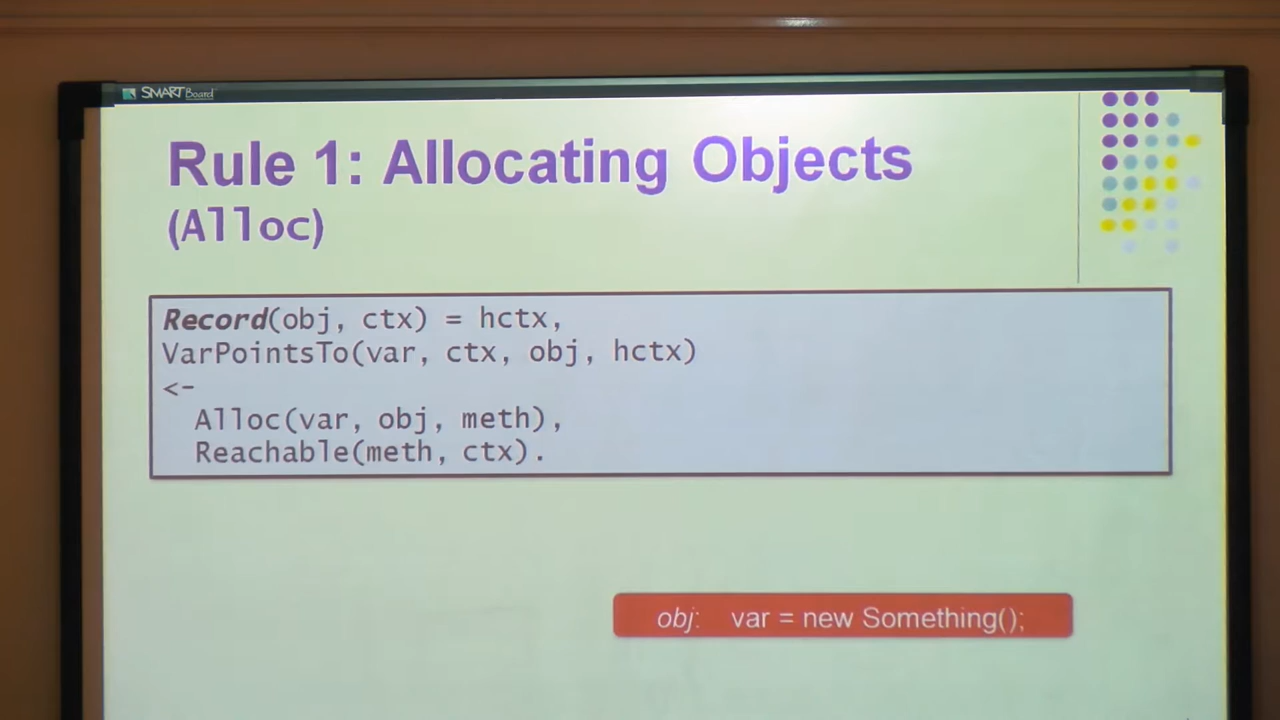 SMART Board
Rule 1: Allocating Objects
(Alloc)
Record(obj, ctx) = hctx,
VarPointsTo(var, ctx, obj, hctx)
<-
Alloc(var, obj, meth),
Reachable(meth, ctx).
obj: var = new Something();